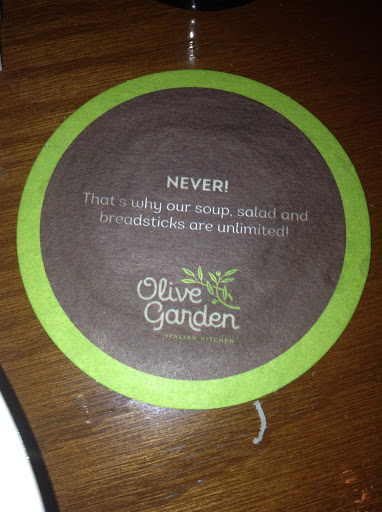 NEVER!
That's why our soup, salad and
breadsticks are unlimited!
Olive
Garden
ITALIAN KITCHEN